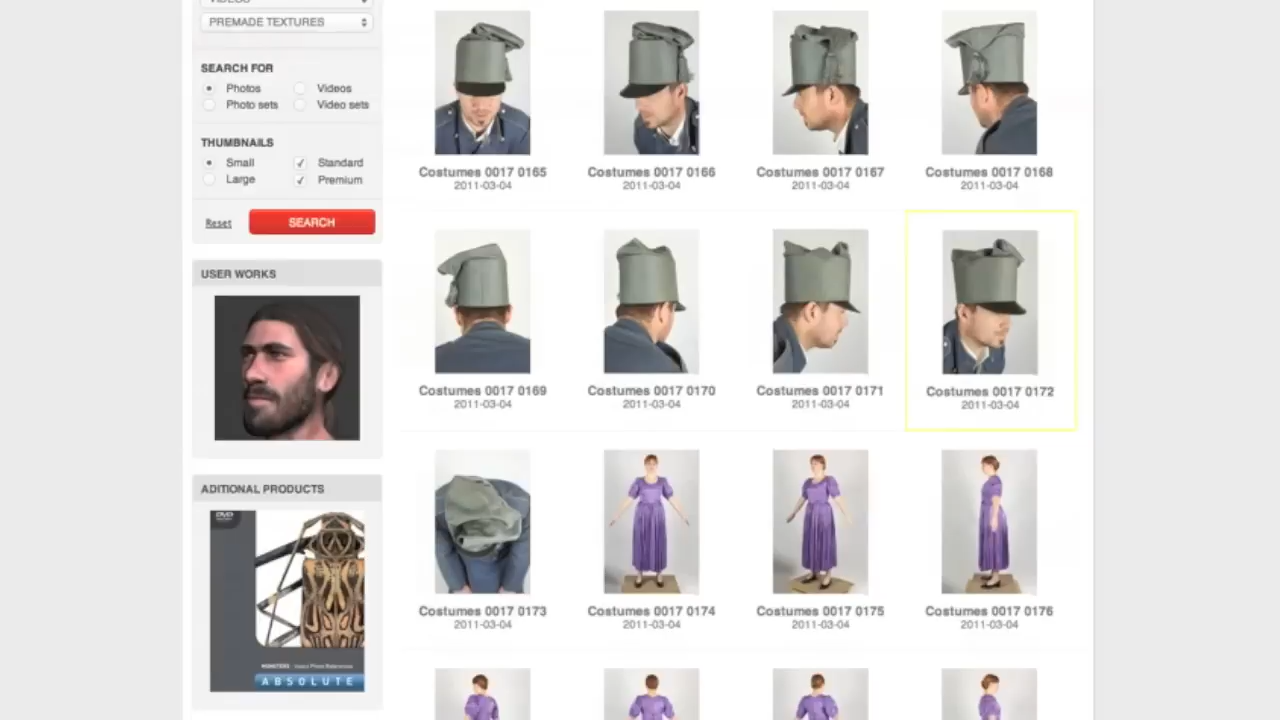 VIDEOS
PREMADE TEXTURES
SEARCH FOR
Photos
Videos
Photo sets
Video sets
THUMBNAILS
Small
Standard
Large
Premium
Reset
SEARCH
USER WORKS
ADITIONAL PRODUCTS
DVD
ABSOLUTE
Costumes 0017 0165
2011-03-04
Costumes 0017 0166
2011-03-04
Costumes 0017 0167
2011-03-04
Costumes 0017 0168
2011-03-04
Costumes 0017 0169
2011-03-04
Costumes 0017 0170
2011-03-04
Costumes 0017 0171
2011-03-04
Costumes 0017 0172
2011-03-04
Costumes 0017 0173
2011-03-04
Costumes 0017 0174
2011-03-04
Costumes 0017 0175
2011-03-04
Costumes 0017 0176
2011-03-04